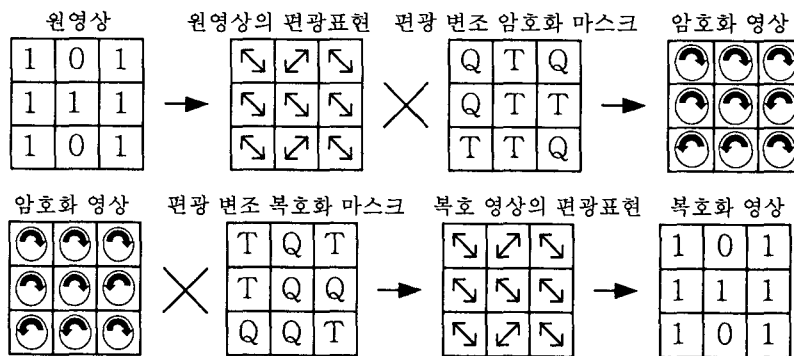 원영상 원영상의 편광표현 편광 변조 암호화 마스크 암호화 영상
1 0 1 Q T Q
1 1 1 Q T T
1 0 1 T T Q
암호화 영상 편광 변조 복호화 마스크 복호 영상의 편광표현 복호화 영상
T Q T 1 0 1
T Q Q 1 1 1
Q Q T 1 0 1